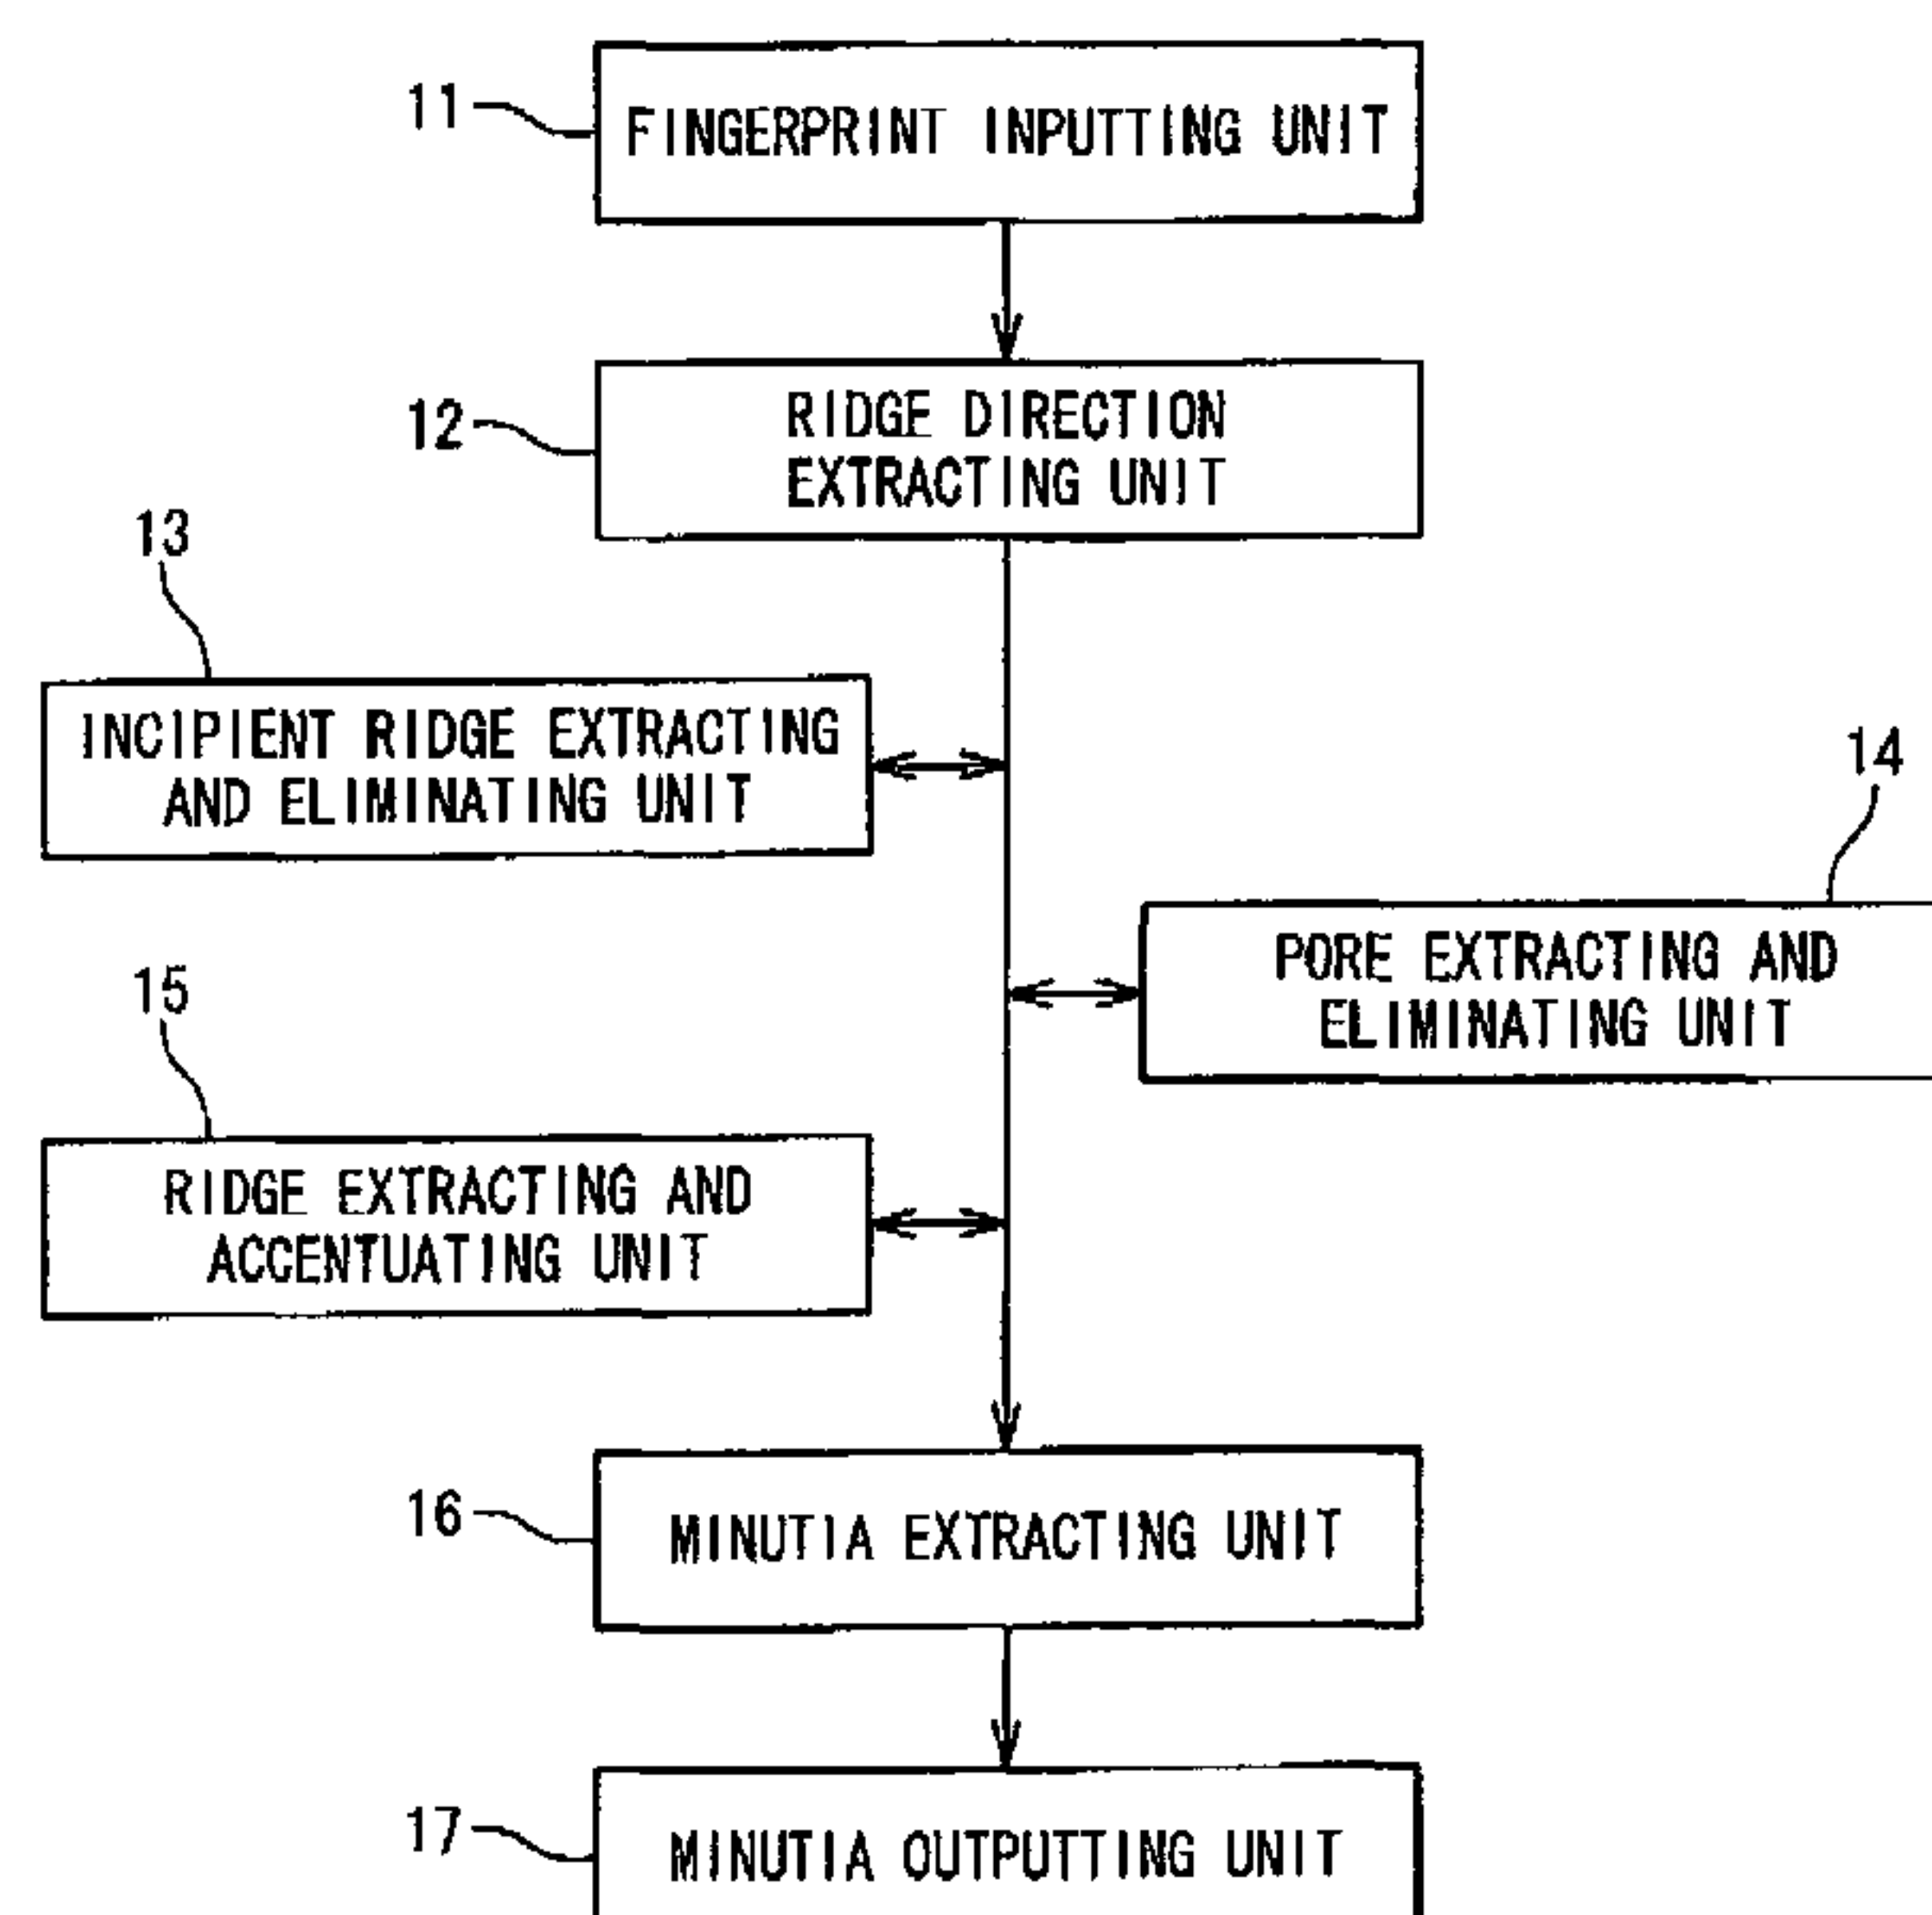 11
FINGERPRINT INPUTTING UNIT
12
RIDGE DIRECTION
EXTRACTING UNIT
13
INCIPIENT RIDGE EXTRACTING
AND ELIMINATING UNIT
14
PORE EXTRACTING AND
ELIMINATING UNIT
15
RIDGE EXTRACTING AND
ACCENTUATING UNIT
16
MINUTIA EXTRACTING UNIT
17
MINUTIA OUTPUTTING UNIT